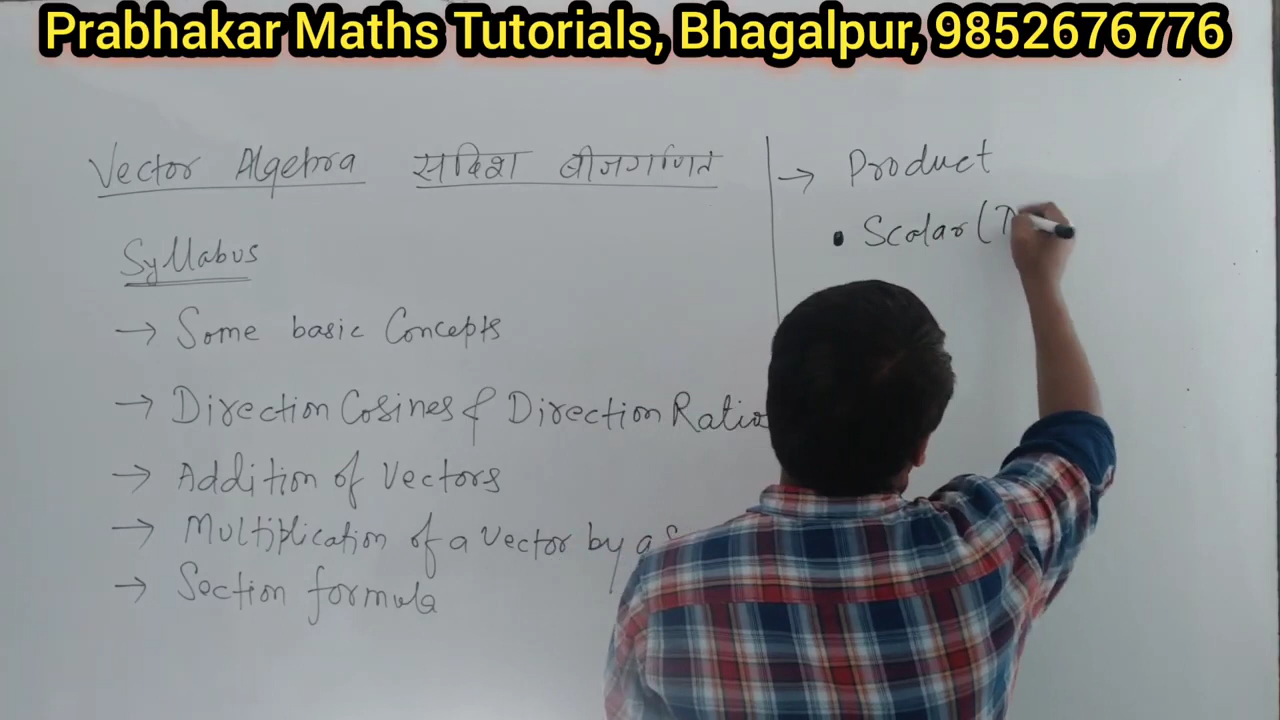 Prabhakar Maths Tutorials, Bhagalpur, 9852676776
Vector Algebra सदिश बीजगणित
Syllabus
→ Some basic Concepts
→ Direction Cosines & Direction Ratio
→ Addition of Vectors
→ Multiplication of a vector by a
→ Section formula
→ Product
• Scalar (